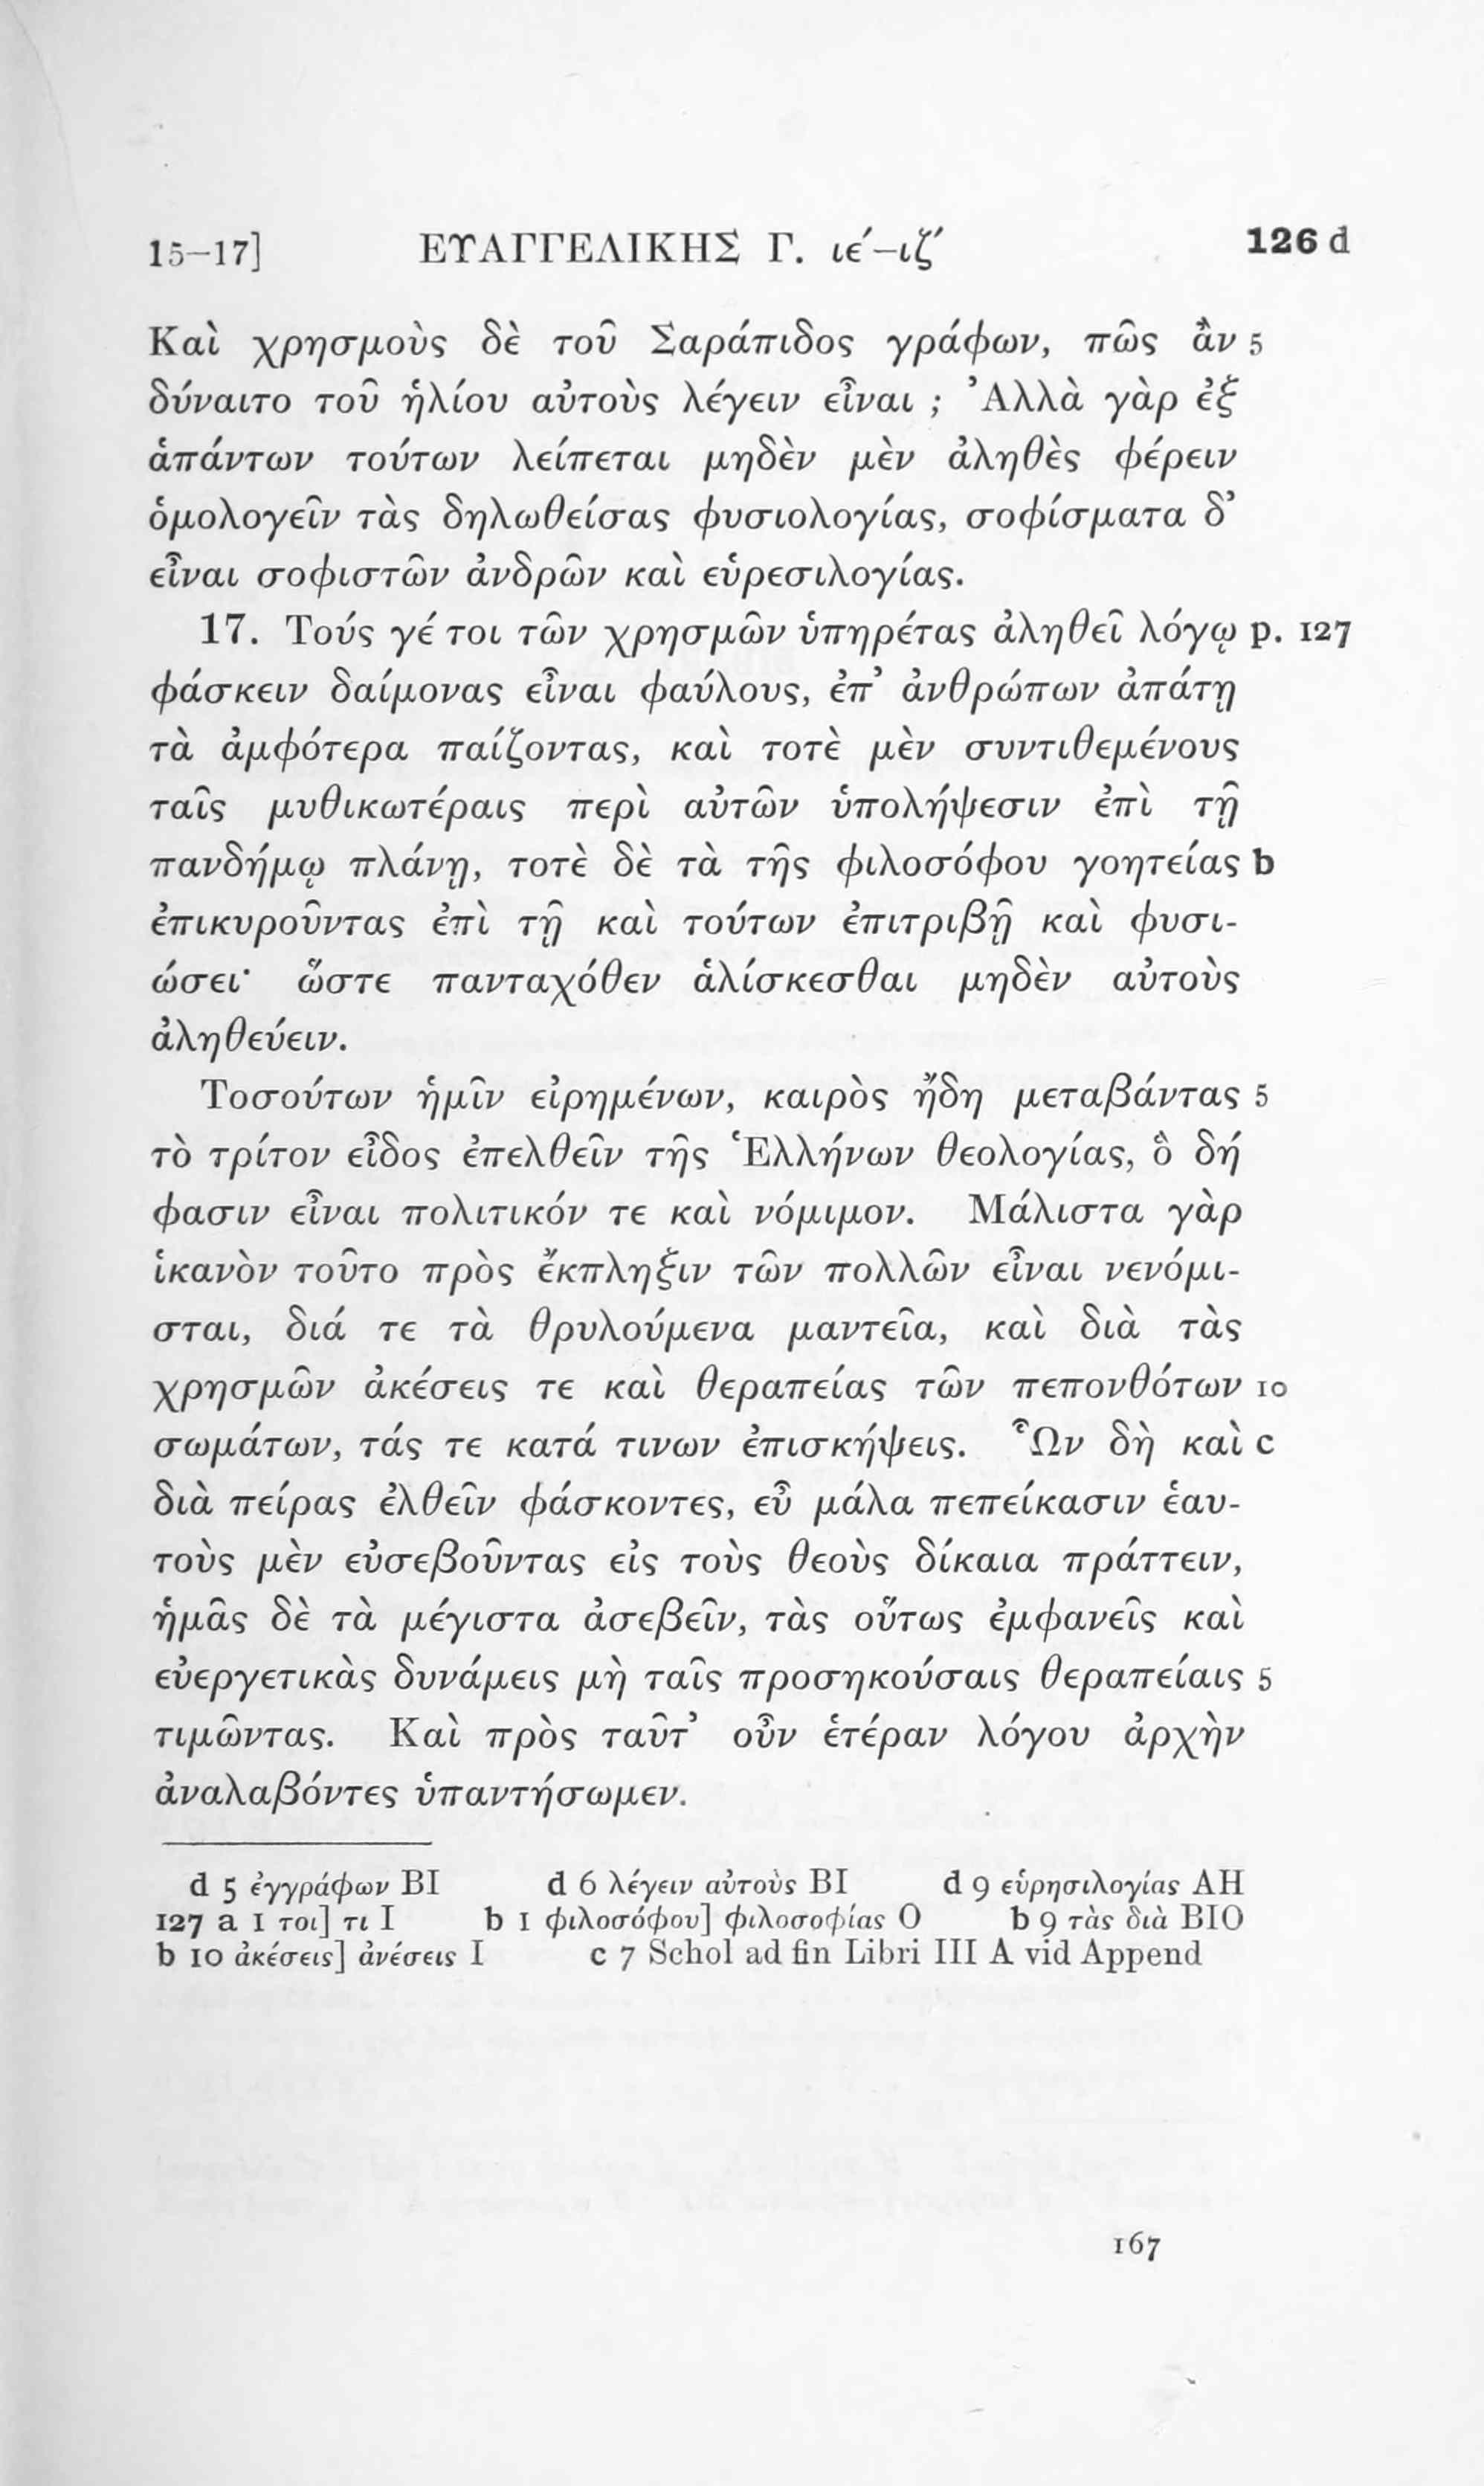 15–17] ΕΥΑΓΓΕΛΙΚΗΣ Γ. ιε′–ιζ′ 126 d
Καὶ χρησμοὺς δὲ τοῦ Σαράπιδος γράφων, πῶς ἂν 5
δύναιτο τοῦ ἡλίου αὐτοὺς λέγειν εἶναι ; Ἀλλὰ γὰρ ἐξ
ἁπάντων τούτων λείπεται μηδὲν μὲν ἀληθὲς φέρειν
ὁμολογεῖν τὰς δηλωθείσας φυσιολογίας, σοφίσματα δ’
εἶναι σοφιστῶν ἀνδρῶν καὶ εὑρεσιλογίας.
17. Τούς γέ τοι τῶν χρησμῶν ὑπηρέτας ἀληθεῖ λόγῳ p. 127
φάσκειν δαίμονας εἶναι φαύλους, ἐπ’ ἀνθρώπων ἀπάτῃ
τὰ ἀμφότερα παίζοντας, καὶ τοτὲ μὲν συντιθεμένους
ταῖς μυθικωτέραις περὶ αὐτῶν ὑπολήψεσιν ἐπὶ τῇ
πανδήμῳ πλάνῃ, τοτὲ δὲ τὰ τῆς φιλοσόφου γοητείας b
ἐπικυροῦντας ἐπὶ τῇ καὶ τούτων ἐπιτριβῇ καὶ φυσι-
ώσει· ὥστε πανταχόθεν ἁλίσκεσθαι μηδὲν αὐτοὺς
ἀληθεύειν.
Τοσούτων ἡμῖν εἰρημένων, καιρὸς ἤδη μεταβάντας 5
τὸ τρίτον εἶδος ἐπελθεῖν τῆς Ἑλλήνων θεολογίας, ὃ δή
φασιν εἶναι πολιτικόν τε καὶ νόμιμον. Μάλιστα γὰρ
ἱκανὸν τοῦτο πρὸς ἔκπληξιν τῶν πολλῶν εἶναι νενόμι-
σται, διά τε τὰ θρυλούμενα μαντεῖα, καὶ διὰ τὰς
χρησμῶν ἀκέσεις τε καὶ θεραπείας τῶν πεπονθότων 10
σωμάτων, τάς τε κατά τινων ἐπισκήψεις. Ὧν δὴ καὶ c
διὰ πείρας ἐλθεῖν φάσκοντες, εὖ μάλα πεπείκασιν ἑαυ-
τοὺς μὲν εὐσεβοῦντας εἰς τοὺς θεοὺς δίκαια πράττειν,
ἡμᾶς δὲ τὰ μέγιστα ἀσεβεῖν, τὰς οὕτως ἐμφανεῖς καὶ
εὐεργετικὰς δυνάμεις μὴ ταῖς προσηκούσαις θεραπείαις 5
τιμῶντας. Καὶ πρὸς ταῦτ’ οὖν ἑτέραν λόγου ἀρχὴν
ἀναλαβόντες ὑπαντήσωμεν.
d 5 ἐγγράφων BI d 6 λέγειν αὐτοὺς BI d 9 εὑρησιλογίας AH
127 a 1 τοι] τι I b 1 φιλοσόφου] φιλοσοφίας O b 9 τὰς διὰ BIO
b 10 ἀκέσεις] ἀνέσεις I c 7 Schol ad fin Libri III A vid Append
167